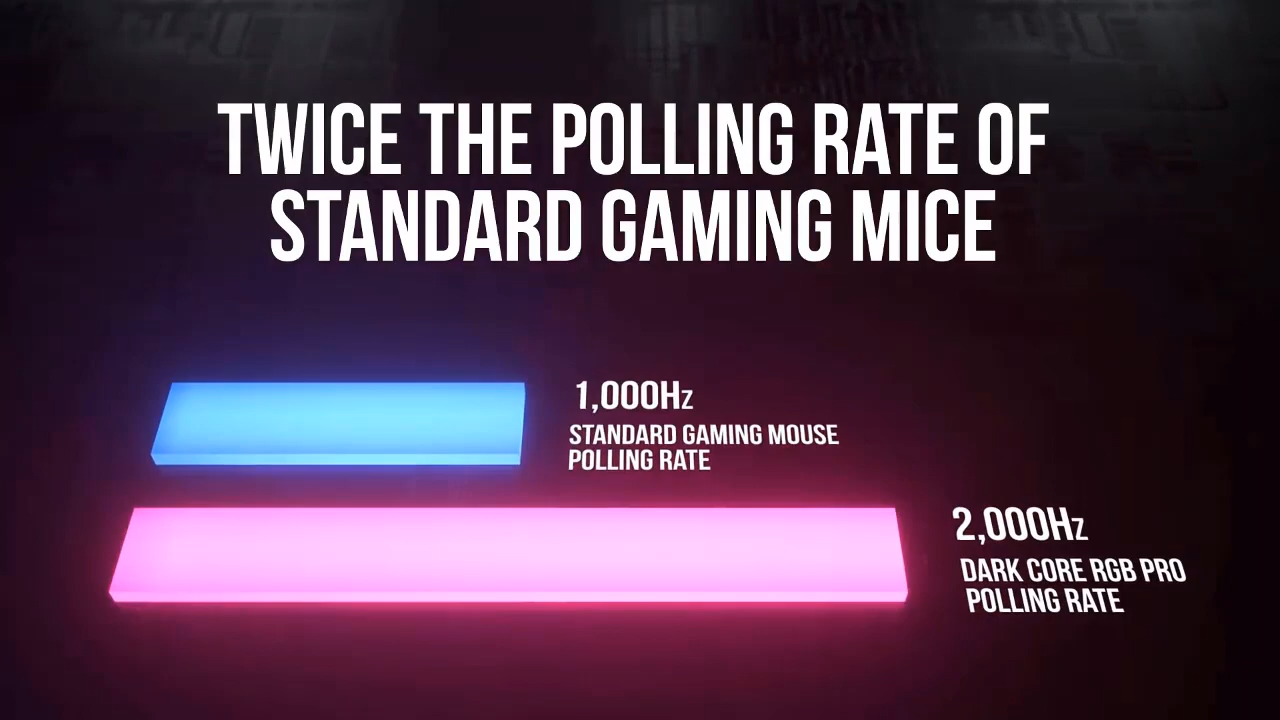 TWICE THE POLLING RATE OF
STANDARD GAMING MICE
1,000Hz
STANDARD GAMING MOUSE
POLLING RATE
2,000Hz
DARK CORE RGB PRO
POLLING RATE